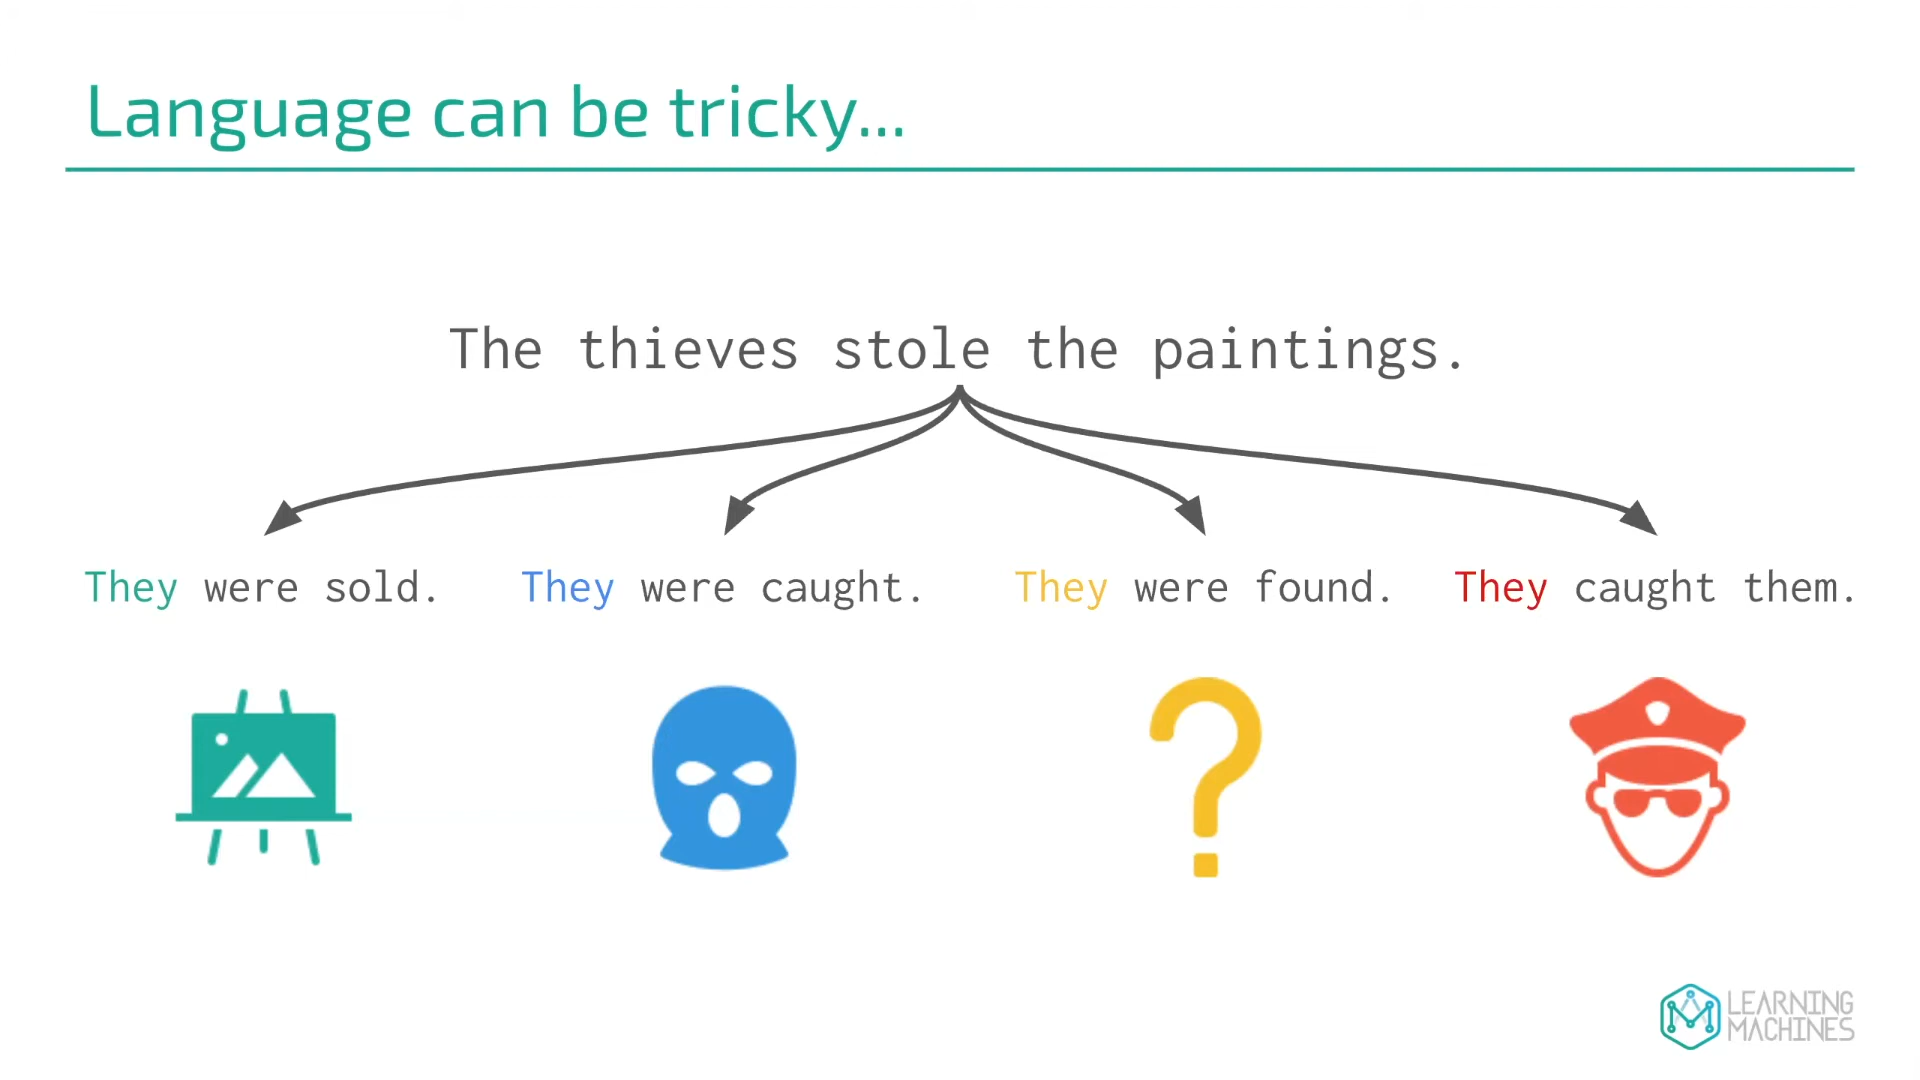 Language can be tricky...
The thieves stole the paintings.
They were sold.
They were caught.
They were found.
They caught them.
LEARNING
MACHINES